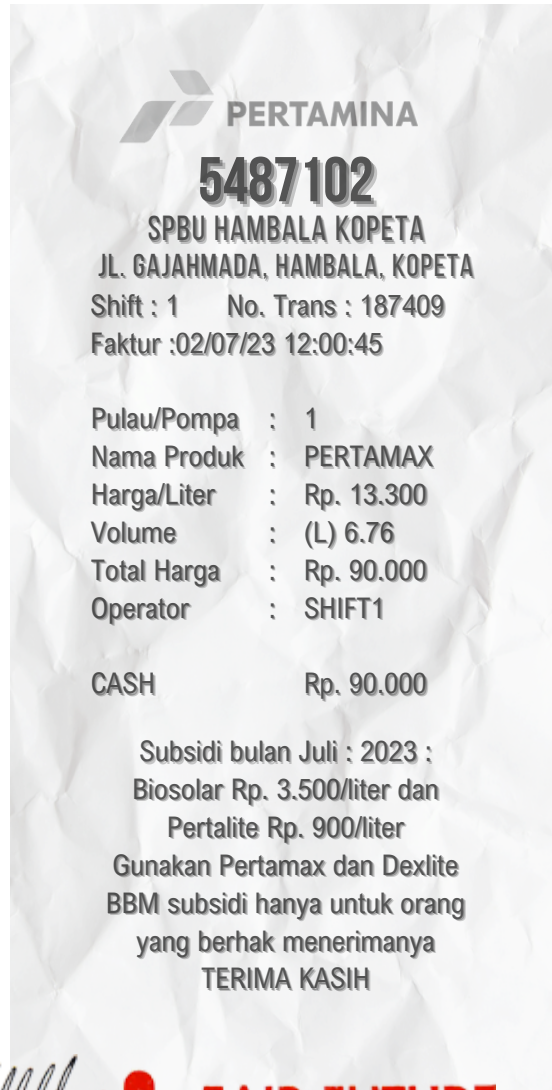 PERTAMINA
5487102
SPBU HAMBALA KOPETA
JL. GAJAHMADA, HAMBALA, KOPETA
Shift : 1 No. Trans : 187409
Faktur :02/07/23 12:00:45
Pulau/Pompa : 1
Nama Produk : PERTAMAX
Harga/Liter : Rp. 13.300
Volume : (L) 6.76
Total Harga : Rp. 90.000
Operator : SHIFT1
CASH Rp. 90.000
Subsidi bulan Juli : 2023 :
Biosolar Rp. 3.500/liter dan
Pertalite Rp. 900/liter
Gunakan Pertamax dan Dexlite
BBM subsidi hanya untuk orang
yang berhak menerimanya
TERIMA KASIH